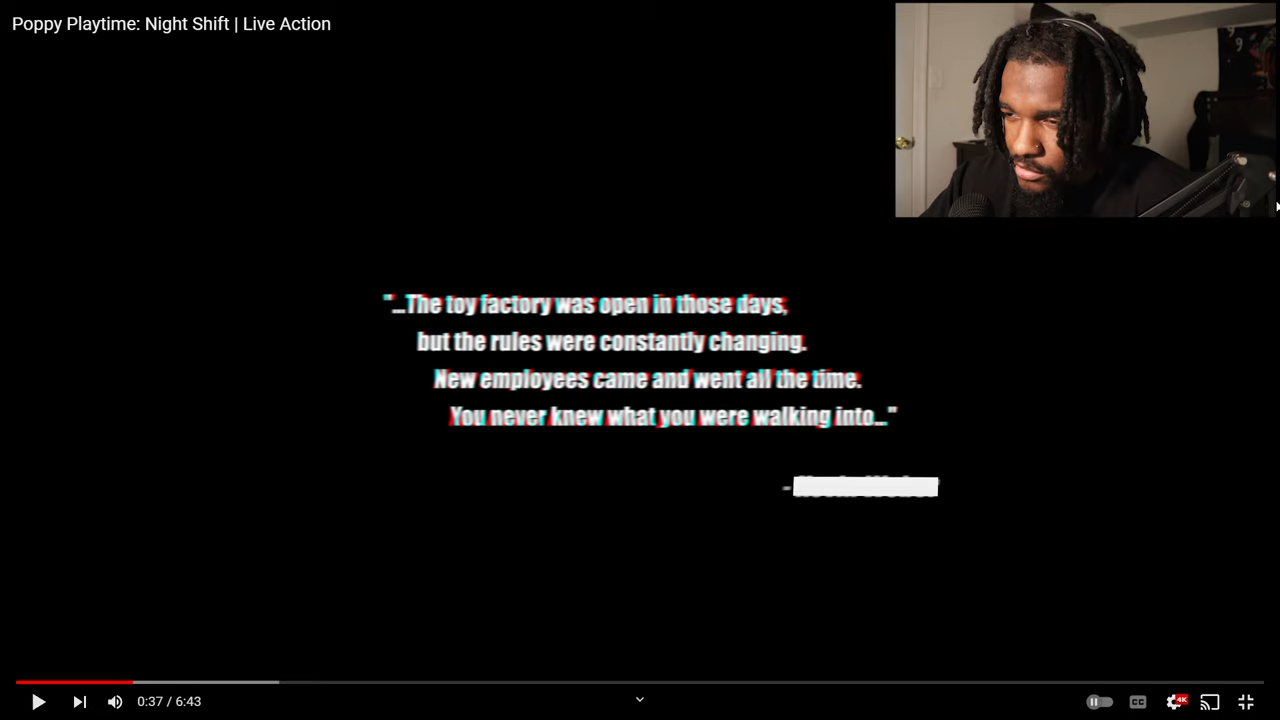 Poppy Playtime: Night Shift | Live Action
"...The toy factory was open in those days,
but the rules were constantly changing.
New employees came and went all the time.
You never knew what you were walking into..."
-
0:37 / 6:43
CC
4K